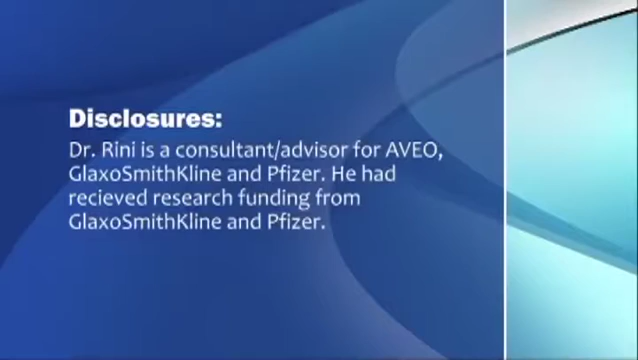 Disclosures:
Dr. Rini is a consultant/advisor for AVEO,
GlaxoSmithKline and Pfizer. He had
recieved research funding from
GlaxoSmithKline and Pfizer.